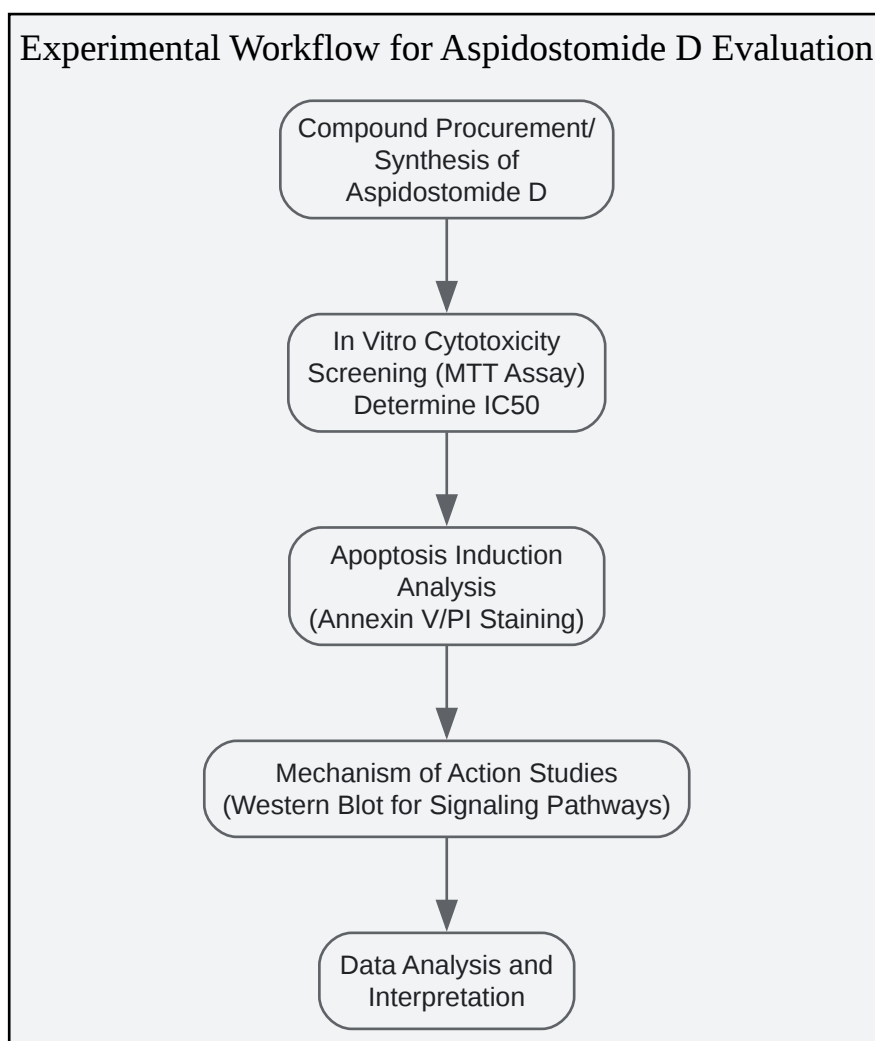 Experimental Workflow for Aspidostomide D Evaluation
Compound Procurement/
Synthesis of
Aspidostomide D
In Vitro Cytotoxicity
Screening (MTT Assay)
Determine IC50
Apoptosis Induction
Analysis
(Annexin V/PI Staining)
Mechanism of Action Studies
(Western Blot for Signaling Pathways)
Data Analysis and
Interpretation